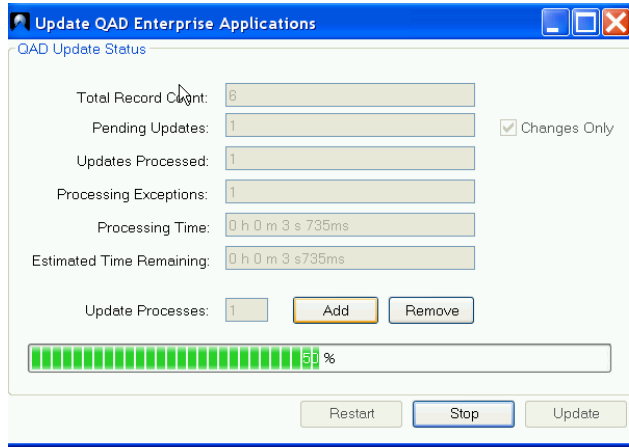 Update QAD Enterprise Applications
QAD Update Status
Total Record Count: 6
Pending Updates: 1
Changes Only
Updates Processed: 1
Processing Exceptions: 1
Processing Time: 0 h 0 m 3 s 735ms
Estimated Time Remaining: 0 h 0 m 3 s735ms
Update Processes: 1 Add Remove
50 %
Restart Stop Update